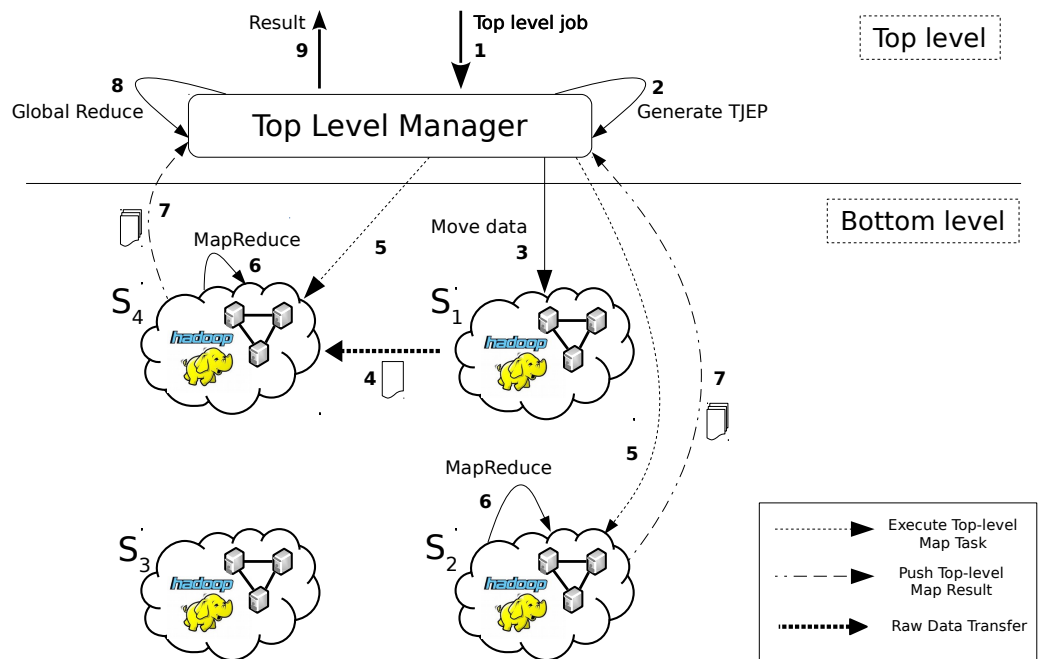 Result
9
Top level job
1
Top level
8
Global Reduce
2
Generate TJEP
Top Level Manager
Bottom level
7
MapReduce
6
5
Move data
3
S4
hadoop
S1
hadoop
4
7
5
MapReduce
6
S3
hadoop
S2
hadoop
Execute Top-level
Map Task
Push Top-level
Map Result
Raw Data Transfer